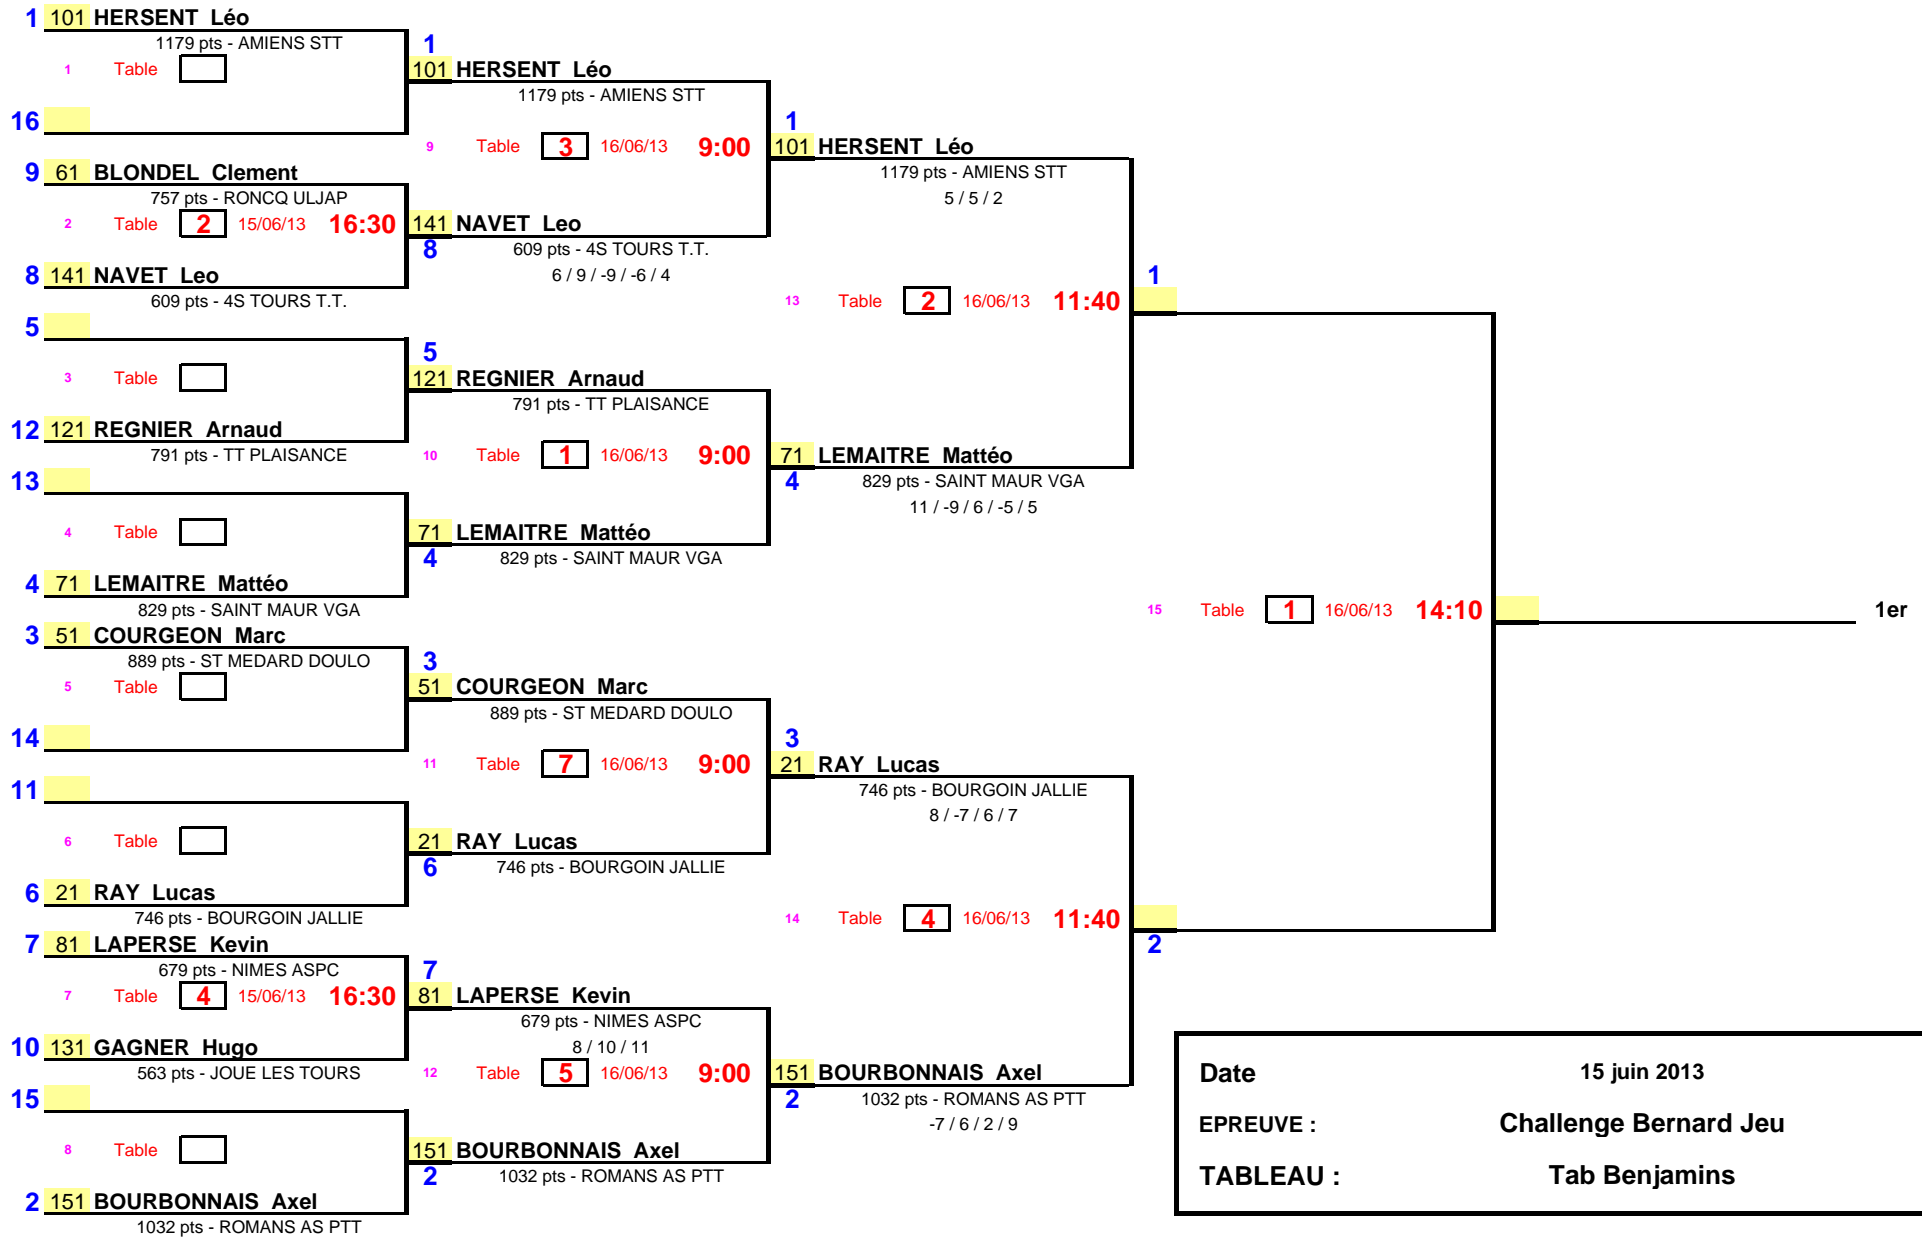 1 101 HERSENT Léo
1179 pts - AMIENS STT
1
1 Table
101 HERSENT Léo
1179 pts - AMIENS STT
16
1
9 Table 3 16/06/13 9:00
101 HERSENT Léo
9 61 BLONDEL Clement
1179 pts - AMIENS STT
757 pts - RONCQ ULJAP
5 / 5 / 2
2 Table 2 15/06/13 16:30
141 NAVET Leo
8
609 pts - 4S TOURS T.T.
8 141 NAVET Leo
6 / 9 / -9 / -6 / 4
1
609 pts - 4S TOURS T.T.
13 Table 2 16/06/13 11:40
5
5
3 Table
121 REGNIER Arnaud
791 pts - TT PLAISANCE
12 121 REGNIER Arnaud
791 pts - TT PLAISANCE
10 Table 1 16/06/13 9:00
71 LEMAITRE Mattéo
13
4
829 pts - SAINT MAUR VGA
11 / -9 / 6 / -5 / 5
4 Table
71 LEMAITRE Mattéo
4
829 pts - SAINT MAUR VGA
4 71 LEMAITRE Mattéo
829 pts - SAINT MAUR VGA
15 Table 1 16/06/13 14:10
1er
3 51 COURGEON Marc
889 pts - ST MEDARD DOULO
3
5 Table
51 COURGEON Marc
889 pts - ST MEDARD DOULO
14
3
11 Table 7 16/06/13 9:00
21 RAY Lucas
11
746 pts - BOURGOIN JALLIE
8 / -7 / 6 / 7
6 Table
21 RAY Lucas
6
746 pts - BOURGOIN JALLIE
6 21 RAY Lucas
746 pts - BOURGOIN JALLIE
14 Table 4 16/06/13 11:40
7 81 LAPERSE Kevin
2
679 pts - NIMES ASPC
7
7 Table 4 15/06/13 16:30
81 LAPERSE Kevin
679 pts - NIMES ASPC
10 131 GAGNER Hugo
8 / 10 / 11
563 pts - JOUE LES TOURS
12 Table 5 16/06/13 9:00
151 BOURBONNAIS Axel
15
2
1032 pts - ROMANS AS PTT
-7 / 6 / 2 / 9
8 Table
151 BOURBONNAIS Axel
2
1032 pts - ROMANS AS PTT
2 151 BOURBONNAIS Axel
1032 pts - ROMANS AS PTT
Date 15 juin 2013
EPREUVE : Challenge Bernard Jeu
TABLEAU : Tab Benjamins